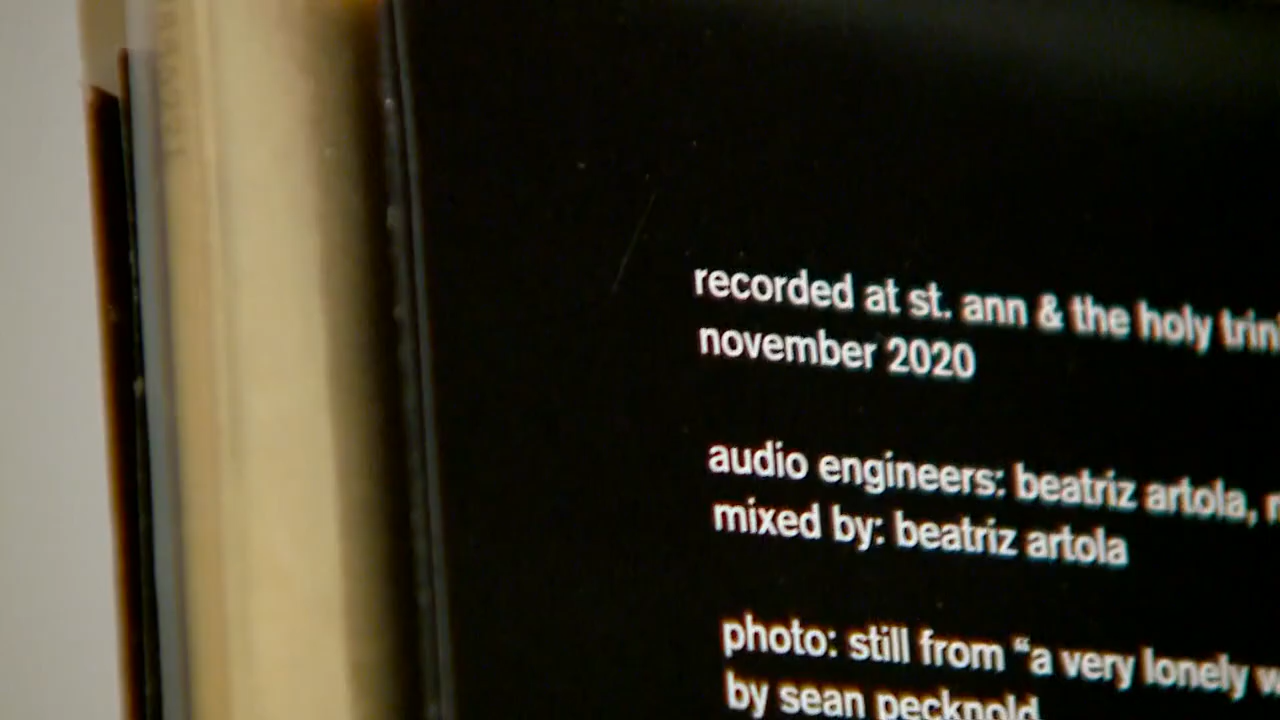 recorded at st. ann & the holy trin
november 2020
audio engineers: beatriz artola,
mixed by: beatriz artola
photo: still from “a very lonely
by sean pecknold